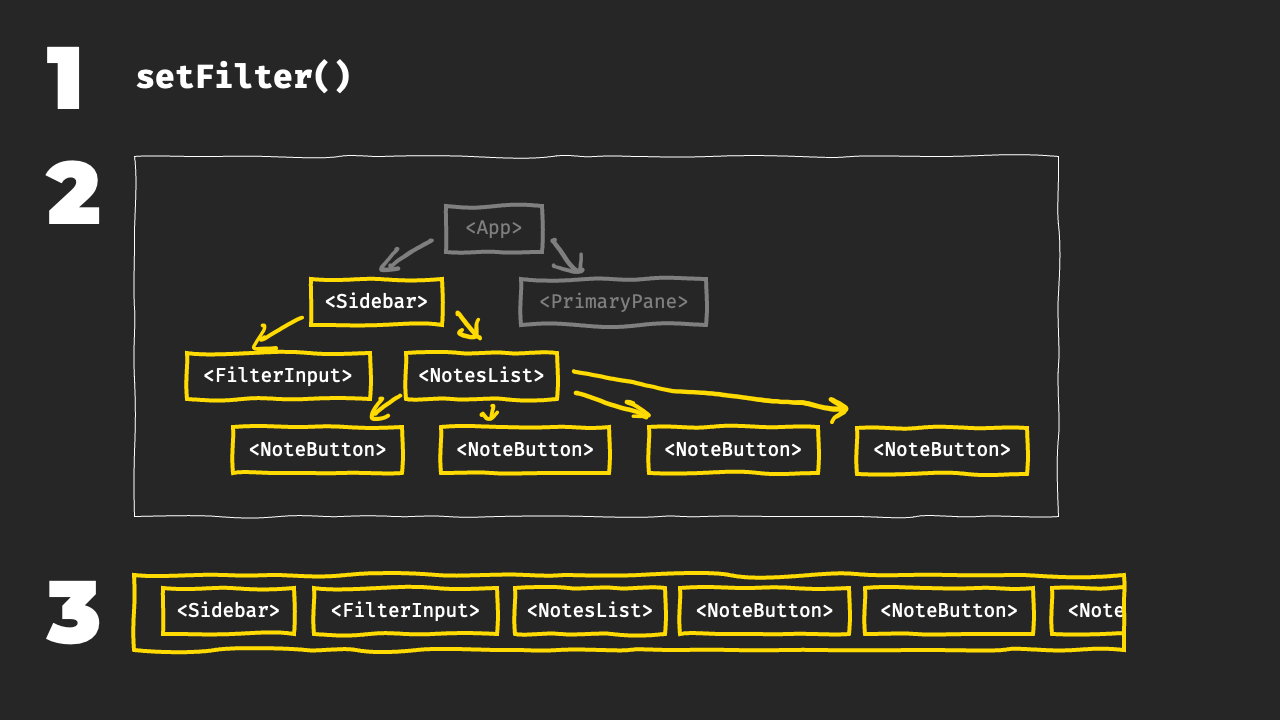 1 setFilter()
2
<App>
<Sidebar> <PrimaryPane>
<FilterInput> <NotesList>
<NoteButton> <NoteButton> <NoteButton> <NoteButton>
3 <Sidebar> <FilterInput> <NotesList> <NoteButton> <NoteButton> <Note